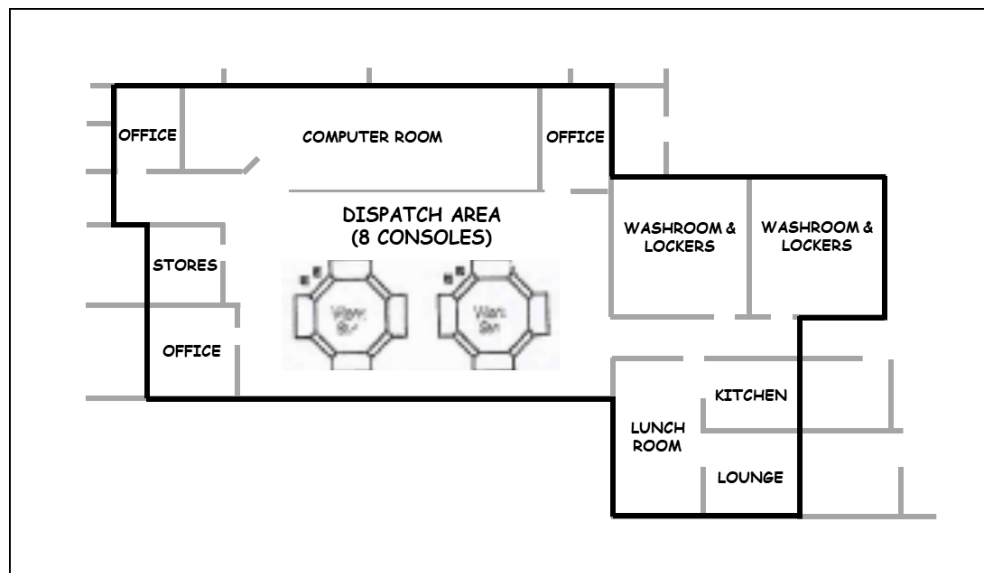 OFFICE
COMPUTER ROOM
OFFICE
DISPATCH AREA
(8 CONSOLES)
WASHROOM &
LOCKERS
WASHROOM &
LOCKERS
STORES
OFFICE
KITCHEN
LUNCH
ROOM
LOUNGE